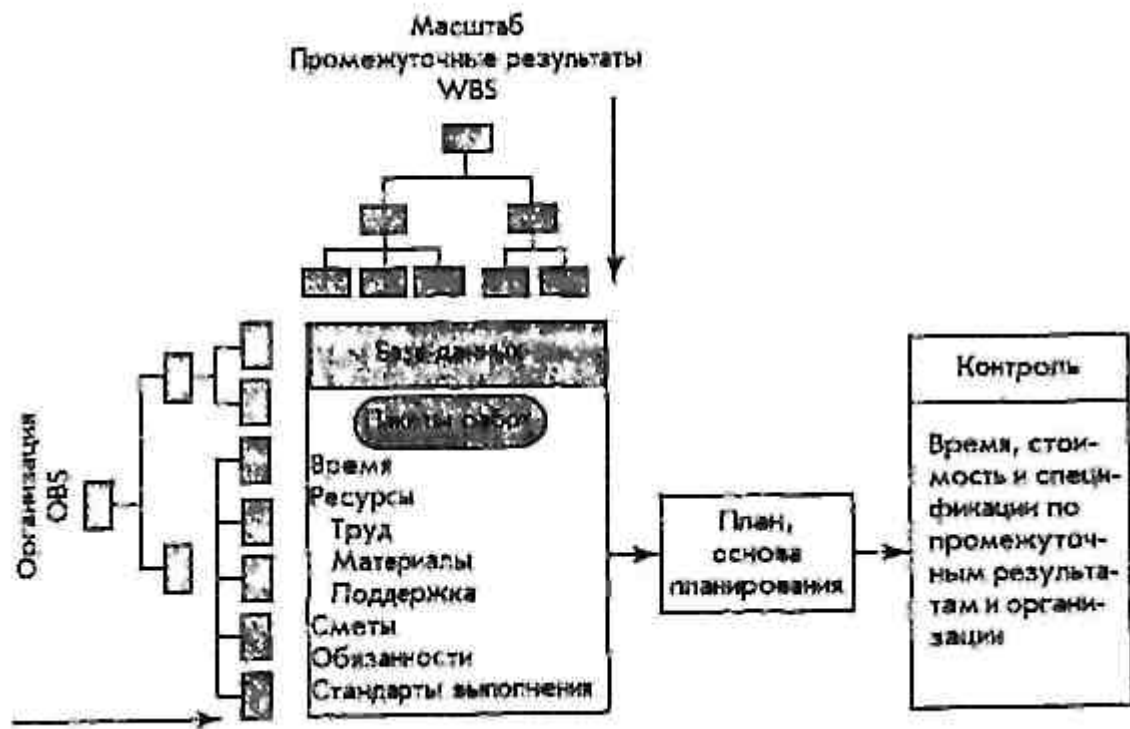 Масштаб
Промежуточные результаты
WBS
Организация
OBS
База данных
Пакеты работ
Время
Ресурсы
Труд
Материалы
Поддержка
Сметы
Обязанности
Стандарты выполнения
План,
основа
планирования
Контроль
Время, стои-
мость и специ-
фикации по
промежуточ-
ным результа-
там и органи-
зации